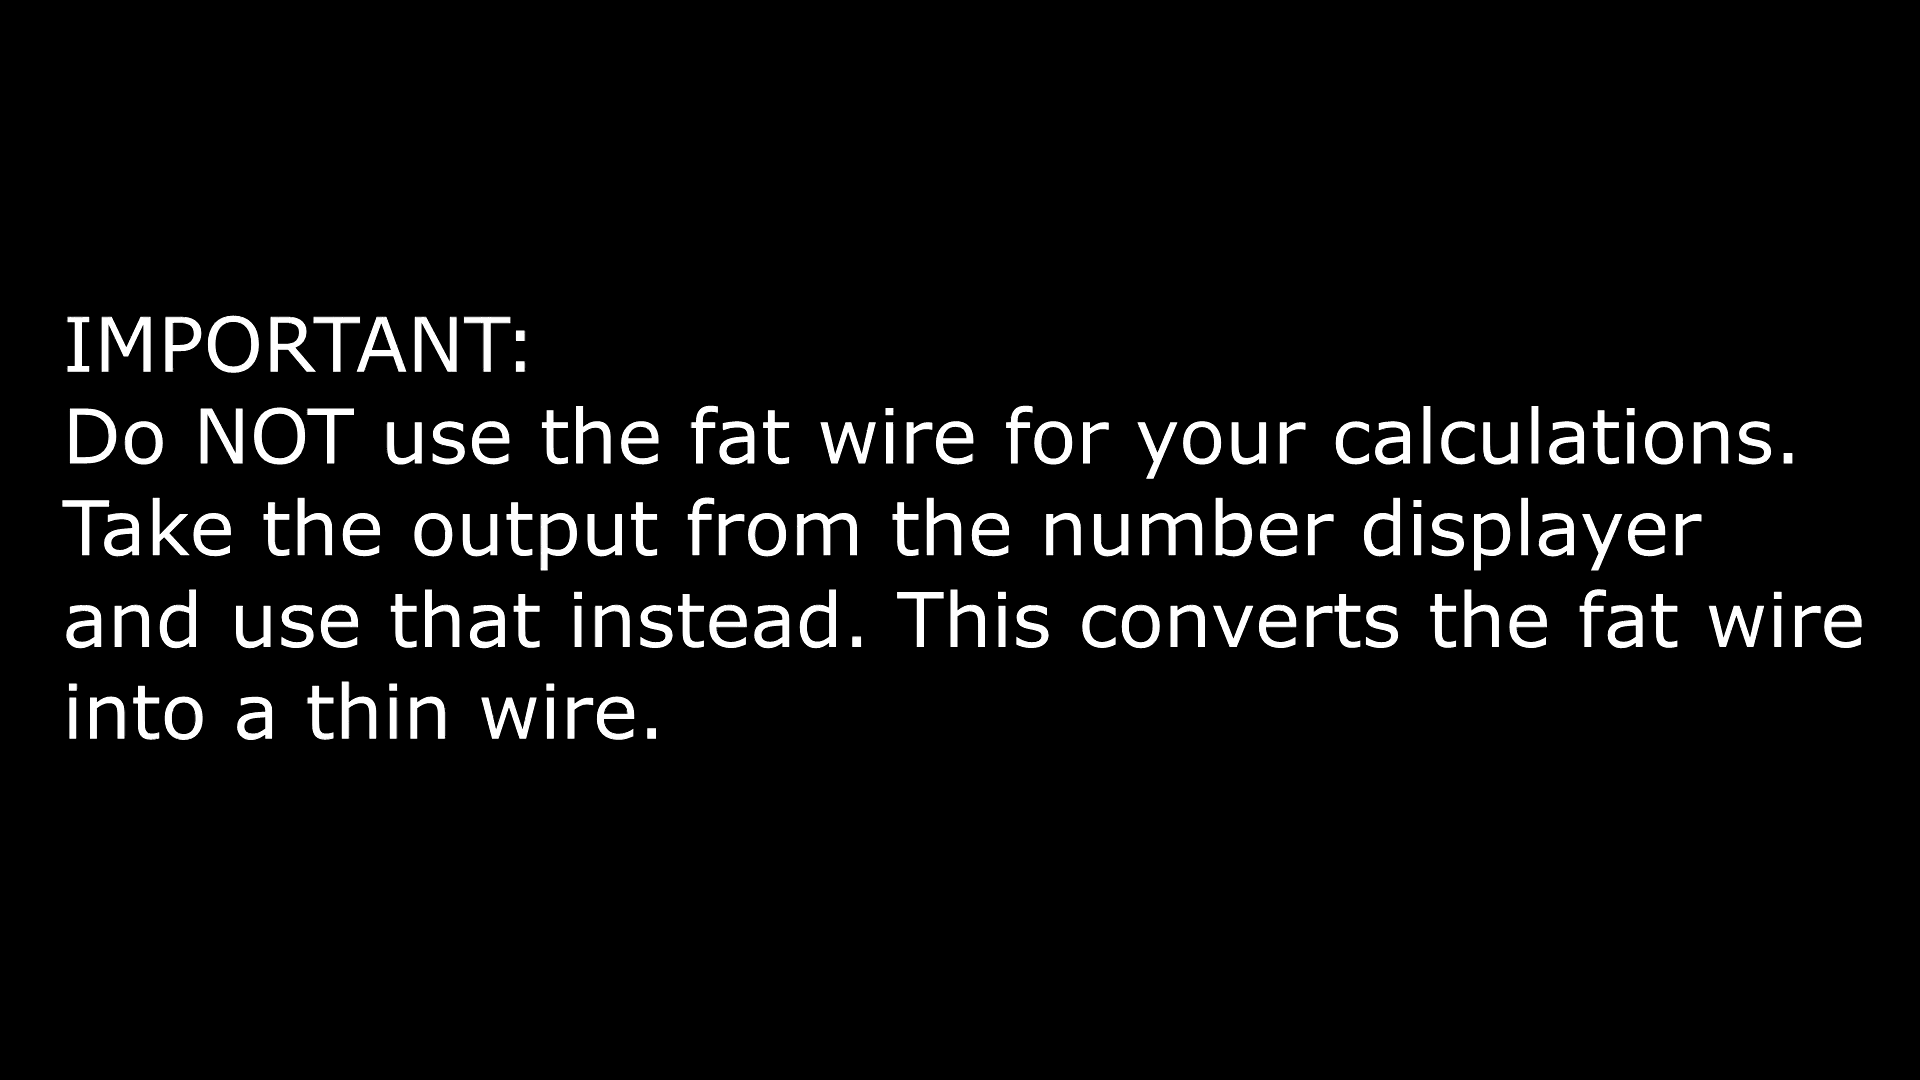 IMPORTANT:
Do NOT use the fat wire for your calculations.
Take the output from the number displayer
and use that instead. This converts the fat wire
into a thin wire.